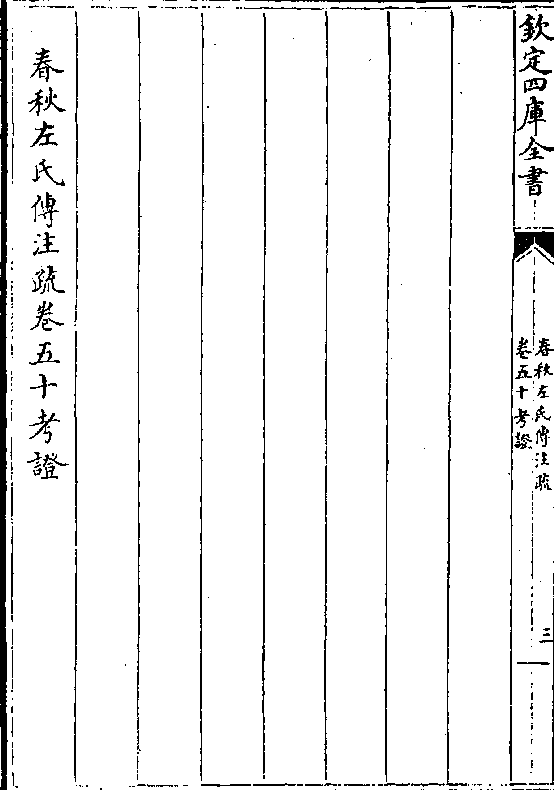 欽定四庫全書
春秋左氏傳注疏
卷五十考證
三
春秋左氏傳注疏卷五十考證